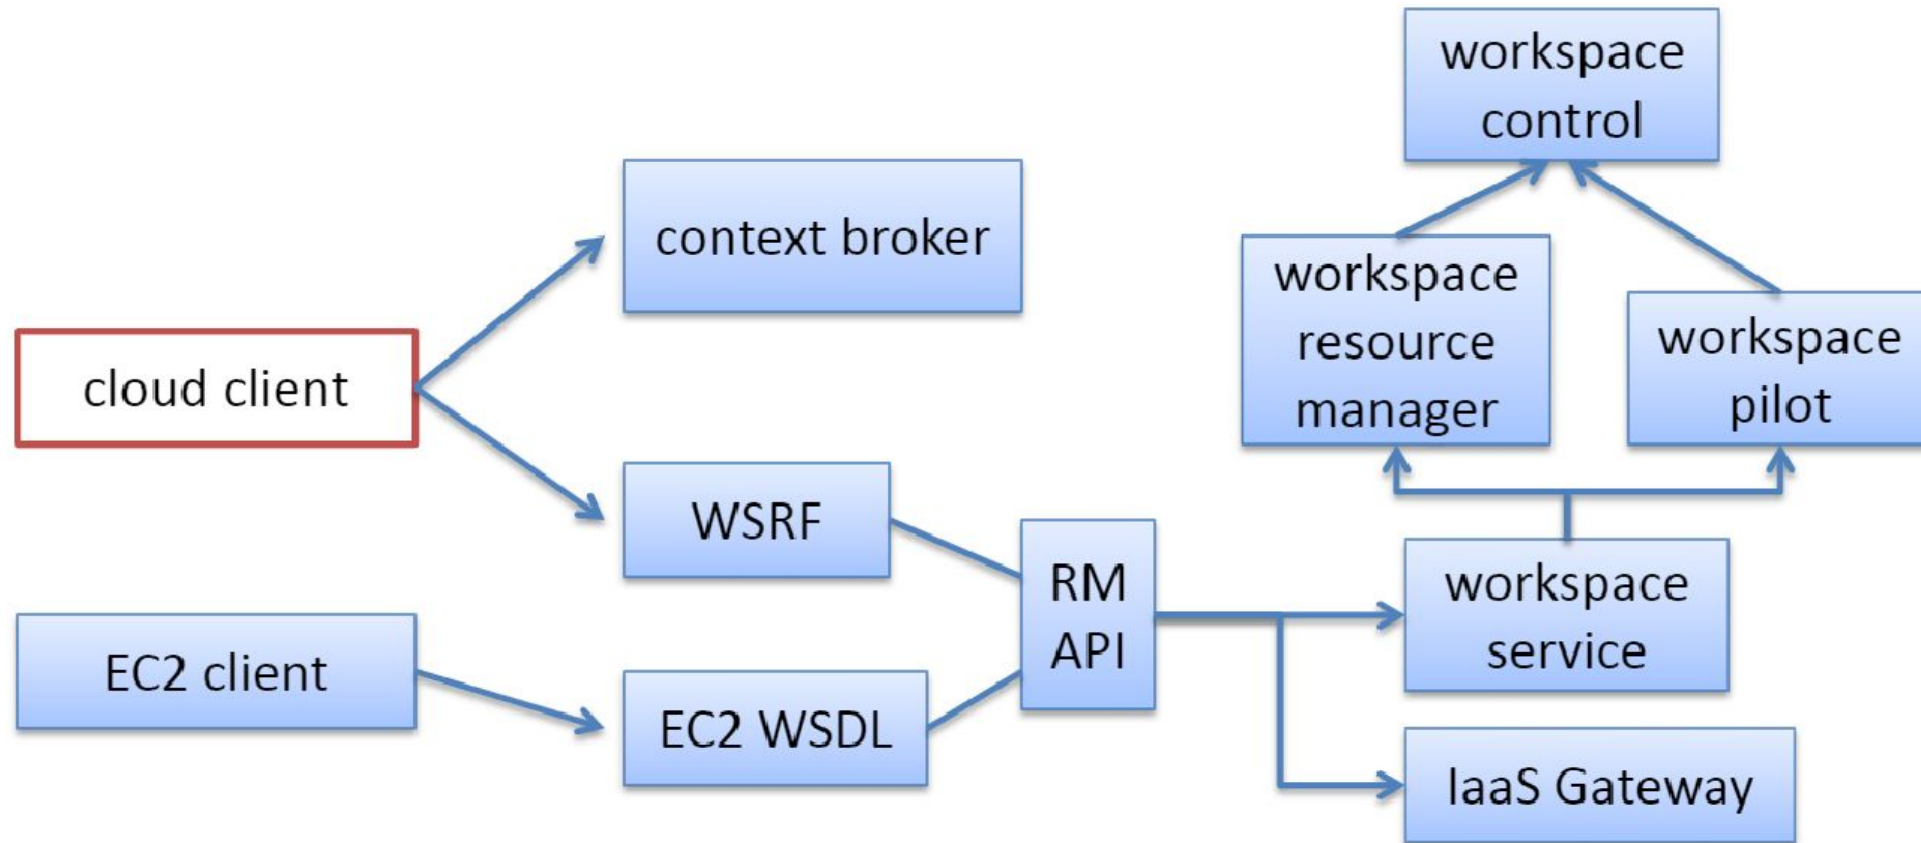 workspace
control
context broker
workspace
resource
manager
workspace
pilot
cloud client
WSRF
RM
API
workspace
service
EC2 client
EC2 WSDL
IaaS Gateway